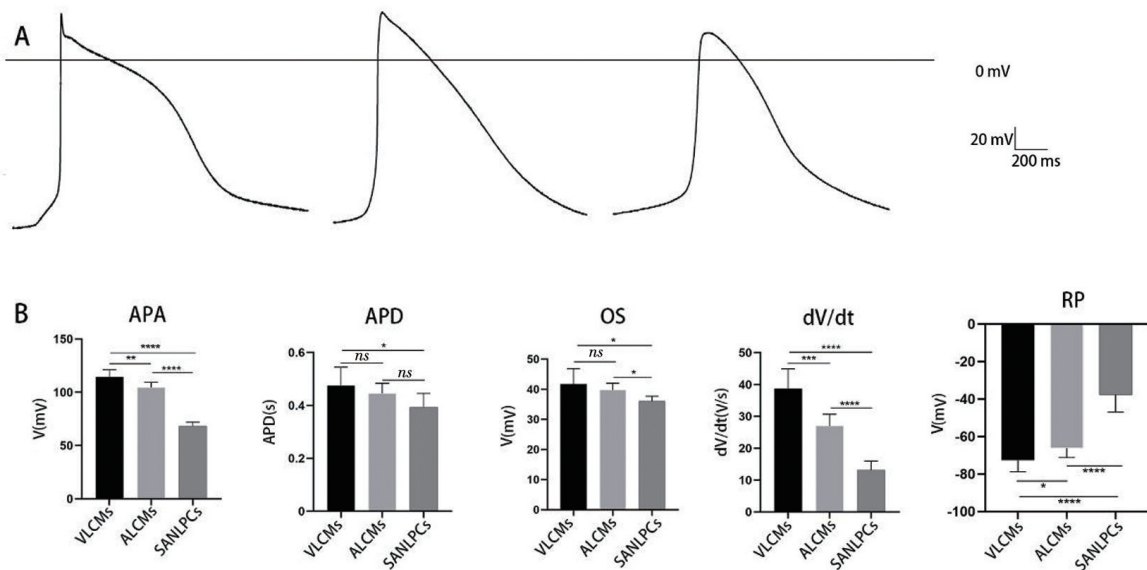 A
0 mV
20 mV
200 ms
B
APA
V(mV)
150
100
50
0
****
**
****
VLCMs
ALCMs
SANLPCs
APD
APD(s)
0.6
0.4
0.2
0.0
*
ns
ns
VLCMs
ALCMs
SANLPCs
OS
V(mV)
50
40
30
20
10
0
*
ns
*
VLCMs
ALCMs
SANLPCs
dV/dt
dV/dt(V/s)
50
40
30
20
10
0
****
***
****
VLCMs
ALCMs
SANLPCs
RP
V(mV)
0
-20
-40
-60
-80
-100
****
*
****
VLCMs
ALCMs
SANLPCs